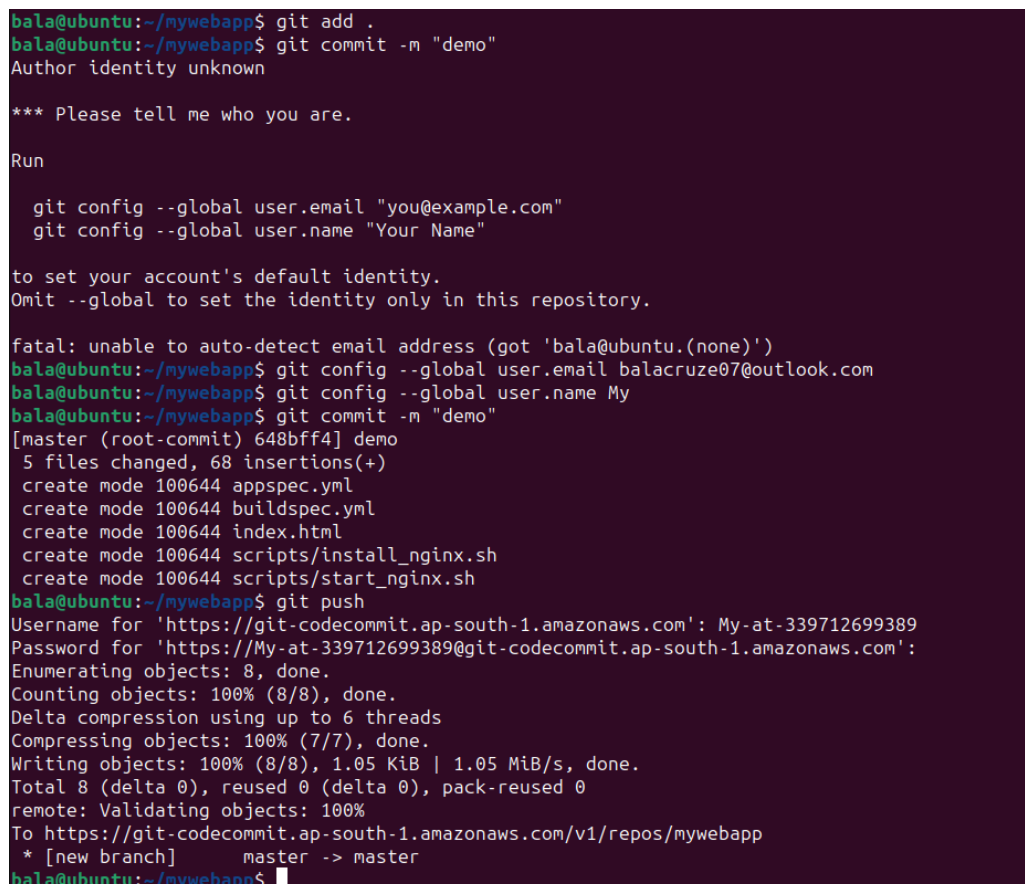 bala@ubuntu:~/mywebapp$ git add .
bala@ubuntu:~/mywebapp$ git commit -m "demo"
Author identity unknown
*** Please tell me who you are.
Run
git config --global user.email "you@example.com"
git config --global user.name "Your Name"
to set your account's default identity.
Omit --global to set the identity only in this repository.
fatal: unable to auto-detect email address (got 'bala@ubuntu.(none)')
bala@ubuntu:~/mywebapp$ git config --global user.email balacruze07@outlook.com
bala@ubuntu:~/mywebapp$ git config --global user.name My
bala@ubuntu:~/mywebapp$ git commit -m "demo"
[master (root-commit) 648bff4] demo
5 files changed, 68 insertions(+)
create mode 100644 appspec.yml
create mode 100644 buildspec.yml
create mode 100644 index.html
create mode 100644 scripts/install_nginx.sh
create mode 100644 scripts/start_nginx.sh
bala@ubuntu:~/mywebapp$ git push
Username for 'https://git-codecommit.ap-south-1.amazonaws.com': My-at-339712699389
Password for 'https://My-at-339712699389@git-codecommit.ap-south-1.amazonaws.com':
Enumerating objects: 8, done.
Counting objects: 100% (8/8), done.
Delta compression using up to 6 threads
Compressing objects: 100% (7/7), done.
Writing objects: 100% (8/8), 1.05 KiB | 1.05 MiB/s, done.
Total 8 (delta 0), reused 0 (delta 0), pack-reused 0
remote: Validating objects: 100%
To https://git-codecommit.ap-south-1.amazonaws.com/v1/repos/mywebapp
* [new branch]      master -> master
bala@ubuntu:~/mywebapp$